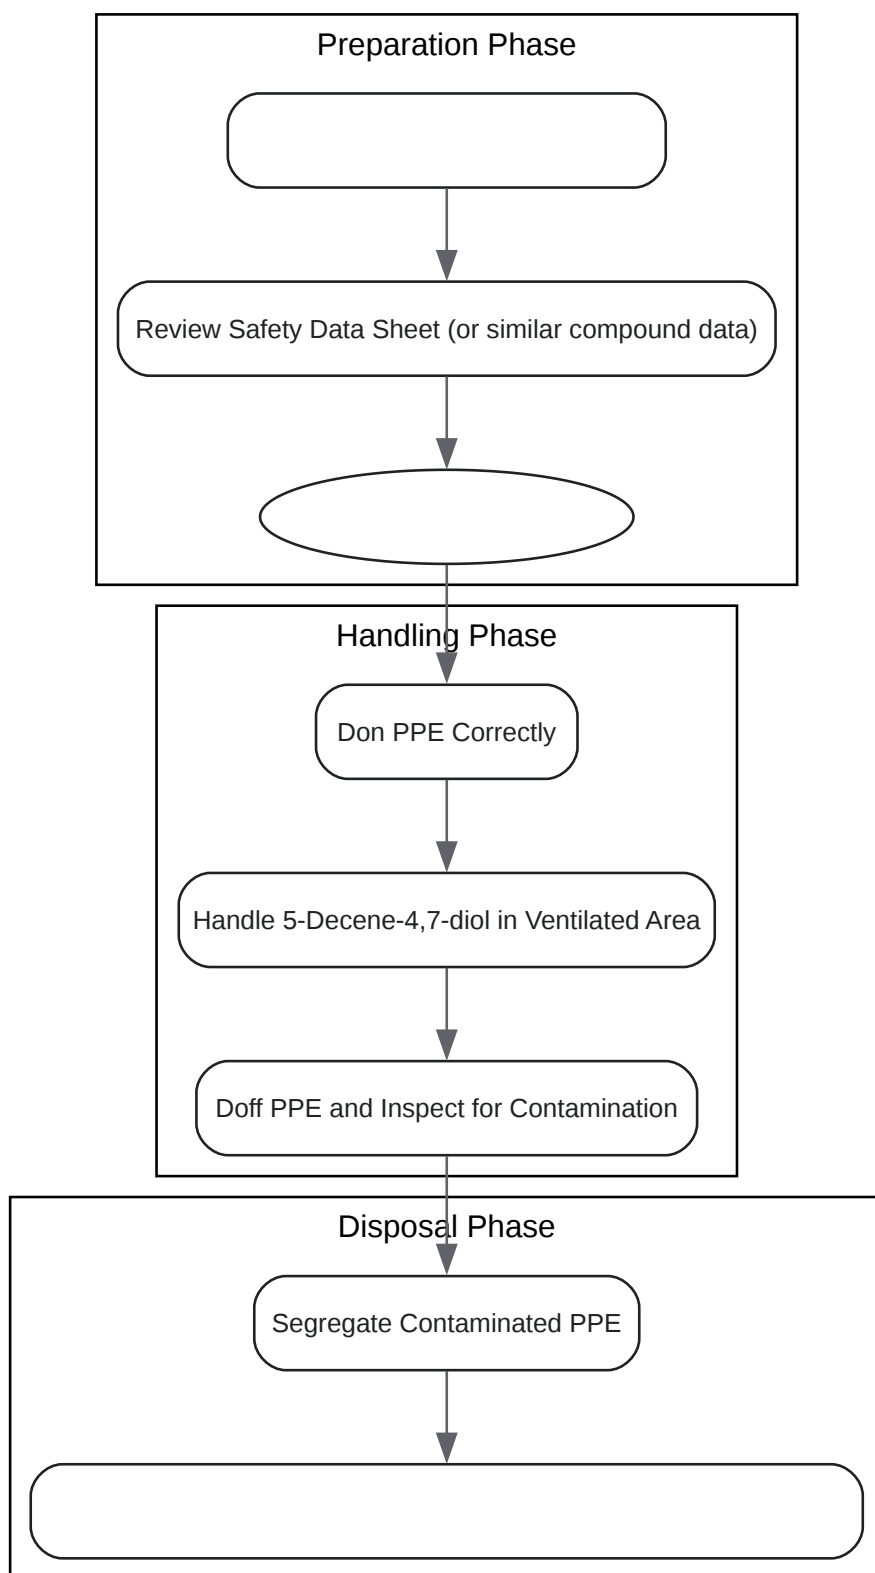 Preparation Phase
Review Safety Data Sheet (or similar compound data)
Handling Phase
Don PPE Correctly
Handle 5-Decene-4,7-diol in Ventilated Area
Doff PPE and Inspect for Contamination
Disposal Phase
Segregate Contaminated PPE